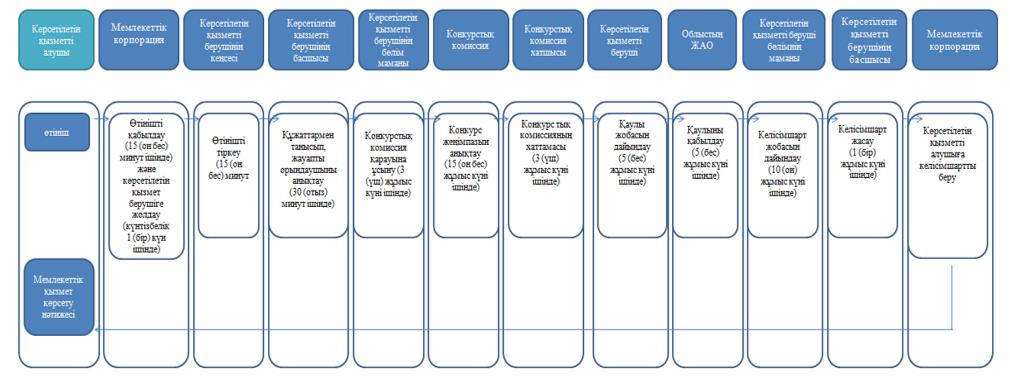 Көрсетілетін
қызметті
алушы
Мемлекеттік
корпорация
Көрсетілетін
қызметті
берушінің
кеңсесі
Көрсетілетін
қызметті
берушінің
басшысы
Көрсетілетін
қызметті
берушінің
бөлім
маманы
Конкурстық
комиссия
Конкурстық
комиссия
хатшысы
Көрсетілетін
қызметті
беруші
Облыстың
ЖАО
Көрсетілетін
қызметті беруші
бөлімнің
маманы
Көрсетілетін
қызметті
берушінің
басшысы
Мемлекеттік
корпорация
өтініш
Өтінішті
қабылдау
(15 (он бес)
минут ішінде)
және
көрсетілетін
қызмет
берушіге
жолдау
(күнтізбелік
1 (бір) күн
ішінде)
Өтінішті
тіркеу
(15 (он
бес) минут
Құжаттармен
танысып,
жауапты
орындаушыны
анықтау
(30 (отыз)
минут ішінде)
Конкурстық
комиссия
қарауына
ұсыну (3
(үш) жұмыс
күні ішінде)
Конкурс
жеңімпазын
анықтау
(15 (он бес)
жұмыс күні
ішінде)
Конкурс тық
комиссияның
хаттамасы
(3 (үш)
жұмыс күні
ішінде)
Қаулы
жобасын
дайындау
(5 (бес)
жұмыс күні
ішінде)
Қаулыны
қабылдау
(5 (бес)
жұмыс күні
ішінде)
Келісімшарт
жобасын
дайындау
(10 (он)
жұмыс күні
ішінде)
Келісімшарт
жасау
(1 (бір)
жұмыс күні
ішінде)
Көрсетілетін
қызметті
алушыға
келісімшартты
беру
Мемлекеттік
қызмет
көрсету
нәтижесі